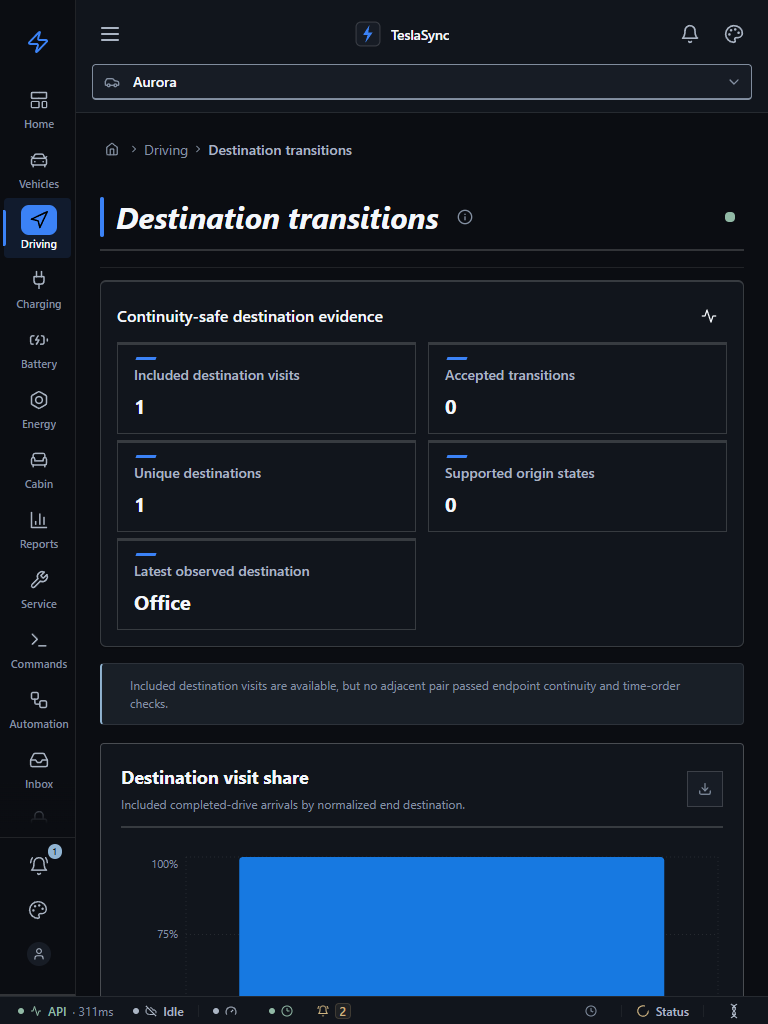 TeslaSync
Aurora
Home
Vehicles
Driving
Charging
Battery
Energy
Cabin
Reports
Service
Commands
Automation
Inbox
1
Driving
Destination transitions
Destination transitions
Continuity-safe destination evidence
Included destination visits
1
Accepted transitions
0
Unique destinations
1
Supported origin states
0
Latest observed destination
Office
Included destination visits are available, but no adjacent pair passed endpoint continuity and time-order
checks.
Destination visit share
Included completed-drive arrivals by normalized end destination.
100%
75%
API · 311ms
Idle
2
Status